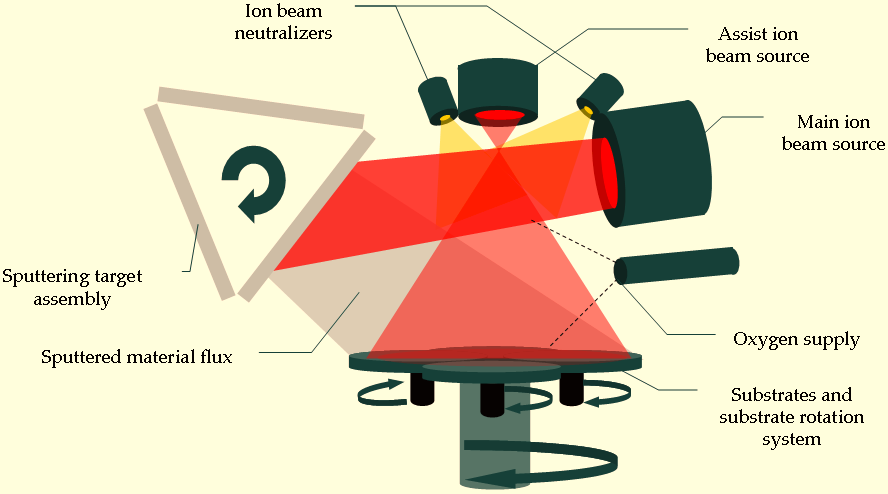 Ion beam
neutralizers
Assist ion
beam source
Main ion
beam source
Sputtering target
assembly
Sputtered material flux
Oxygen supply
Substrates and
substrate rotation
system